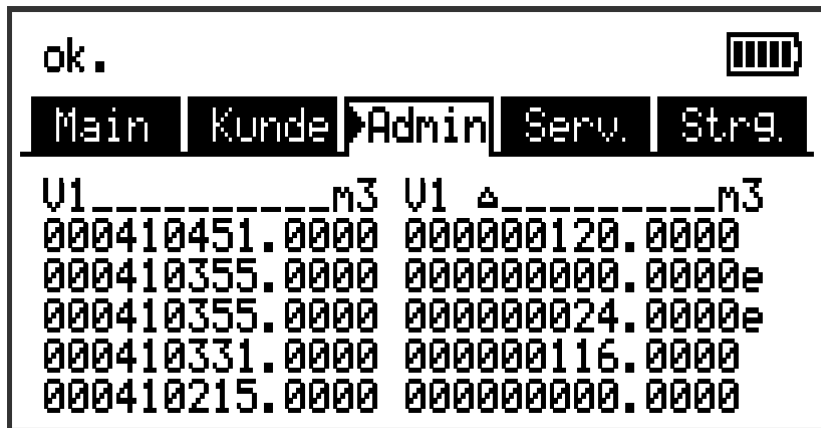 ok.
Main Kunde Admin Serv. Strg.
V1__________m3 V1 △_________m3
000410451.0000 000000120.0000
000410355.0000 000000000.0000e
000410355.0000 000000024.0000e
000410331.0000 000000116.0000
000410215.0000 000000000.0000